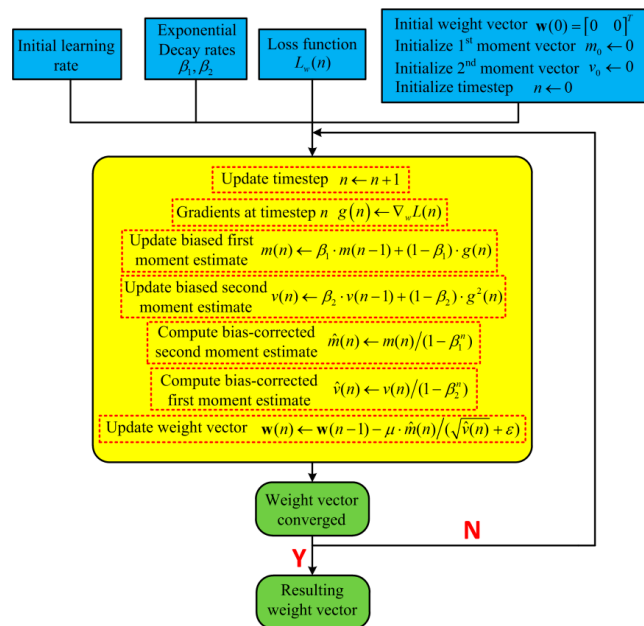 Initial learning
rate
Exponential
Decay rates
β₁, β₂
Loss function
L_w(n)
Initial weight vector w(0) = [0 0]^T
Initialize 1st moment vector m₀ ← 0
Initialize 2nd moment vector v₀ ← 0
Initialize timestep n ← 0
Update timestep n ← n+1
Gradients at timestep n g(n) ← ∇_w L(n)
Update biased first
moment estimate m(n) ← β₁ · m(n−1) + (1−β₁) · g(n)
Update biased second
moment estimate v(n) ← β₂ · v(n−1) + (1−β₂) · g²(n)
Compute bias-corrected
second moment estimate m̂(n) ← m(n)/(1−β₁ⁿ)
Compute bias-corrected
first moment estimate v̂(n) ← v(n)/(1−β₂ⁿ)
Update weight vector w(n) ← w(n−1) − μ · m̂(n)/(√v̂(n) + ε)
Weight vector
converged
N
Y
Resulting
weight vector